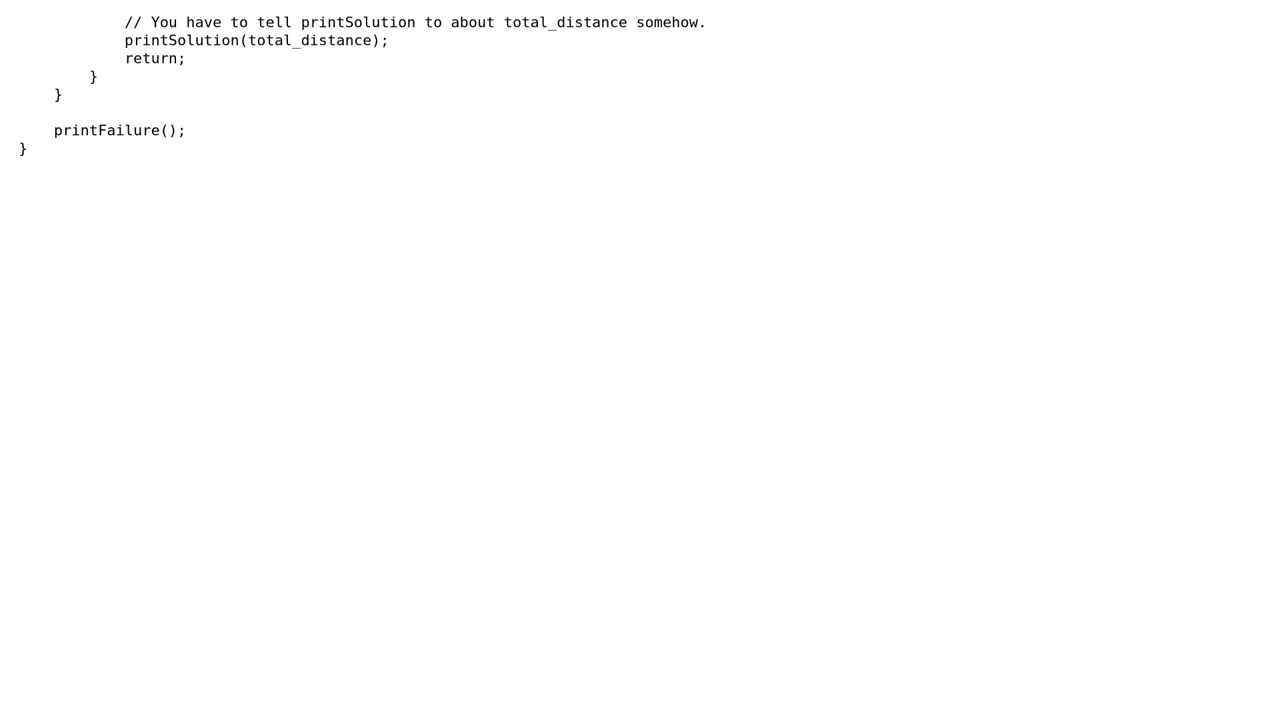 // You have to tell printSolution to about total_distance somehow.
            printSolution(total_distance);
            return;
        }
    }

    printFailure();
}